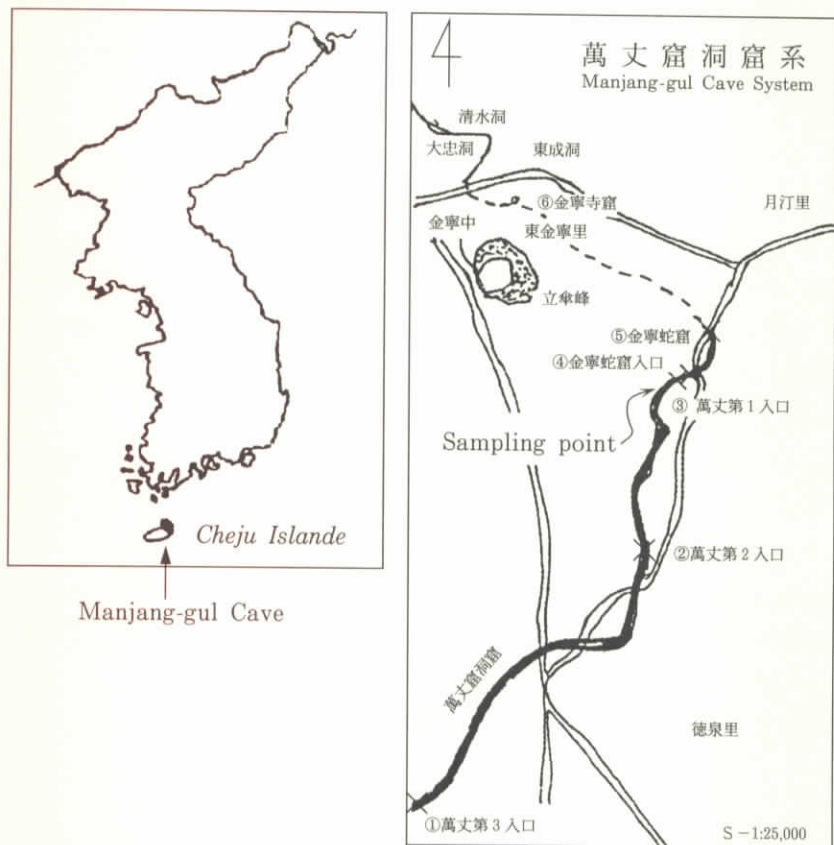 Cheju Islande
Manjang-gul Cave
4
萬丈窟洞窟系
Manjang-gul Cave System
清水洞
大忠洞
東成洞
⑥金寧寺窟
月汀里
金寧中
東金寧里
立傘峰
⑤金寧蛇窟
④金寧蛇窟入口
③ 萬丈第1入口
Sampling point
②萬丈第2入口
萬丈窟洞窟
德泉里
①萬丈第3入口
S－1:25,000